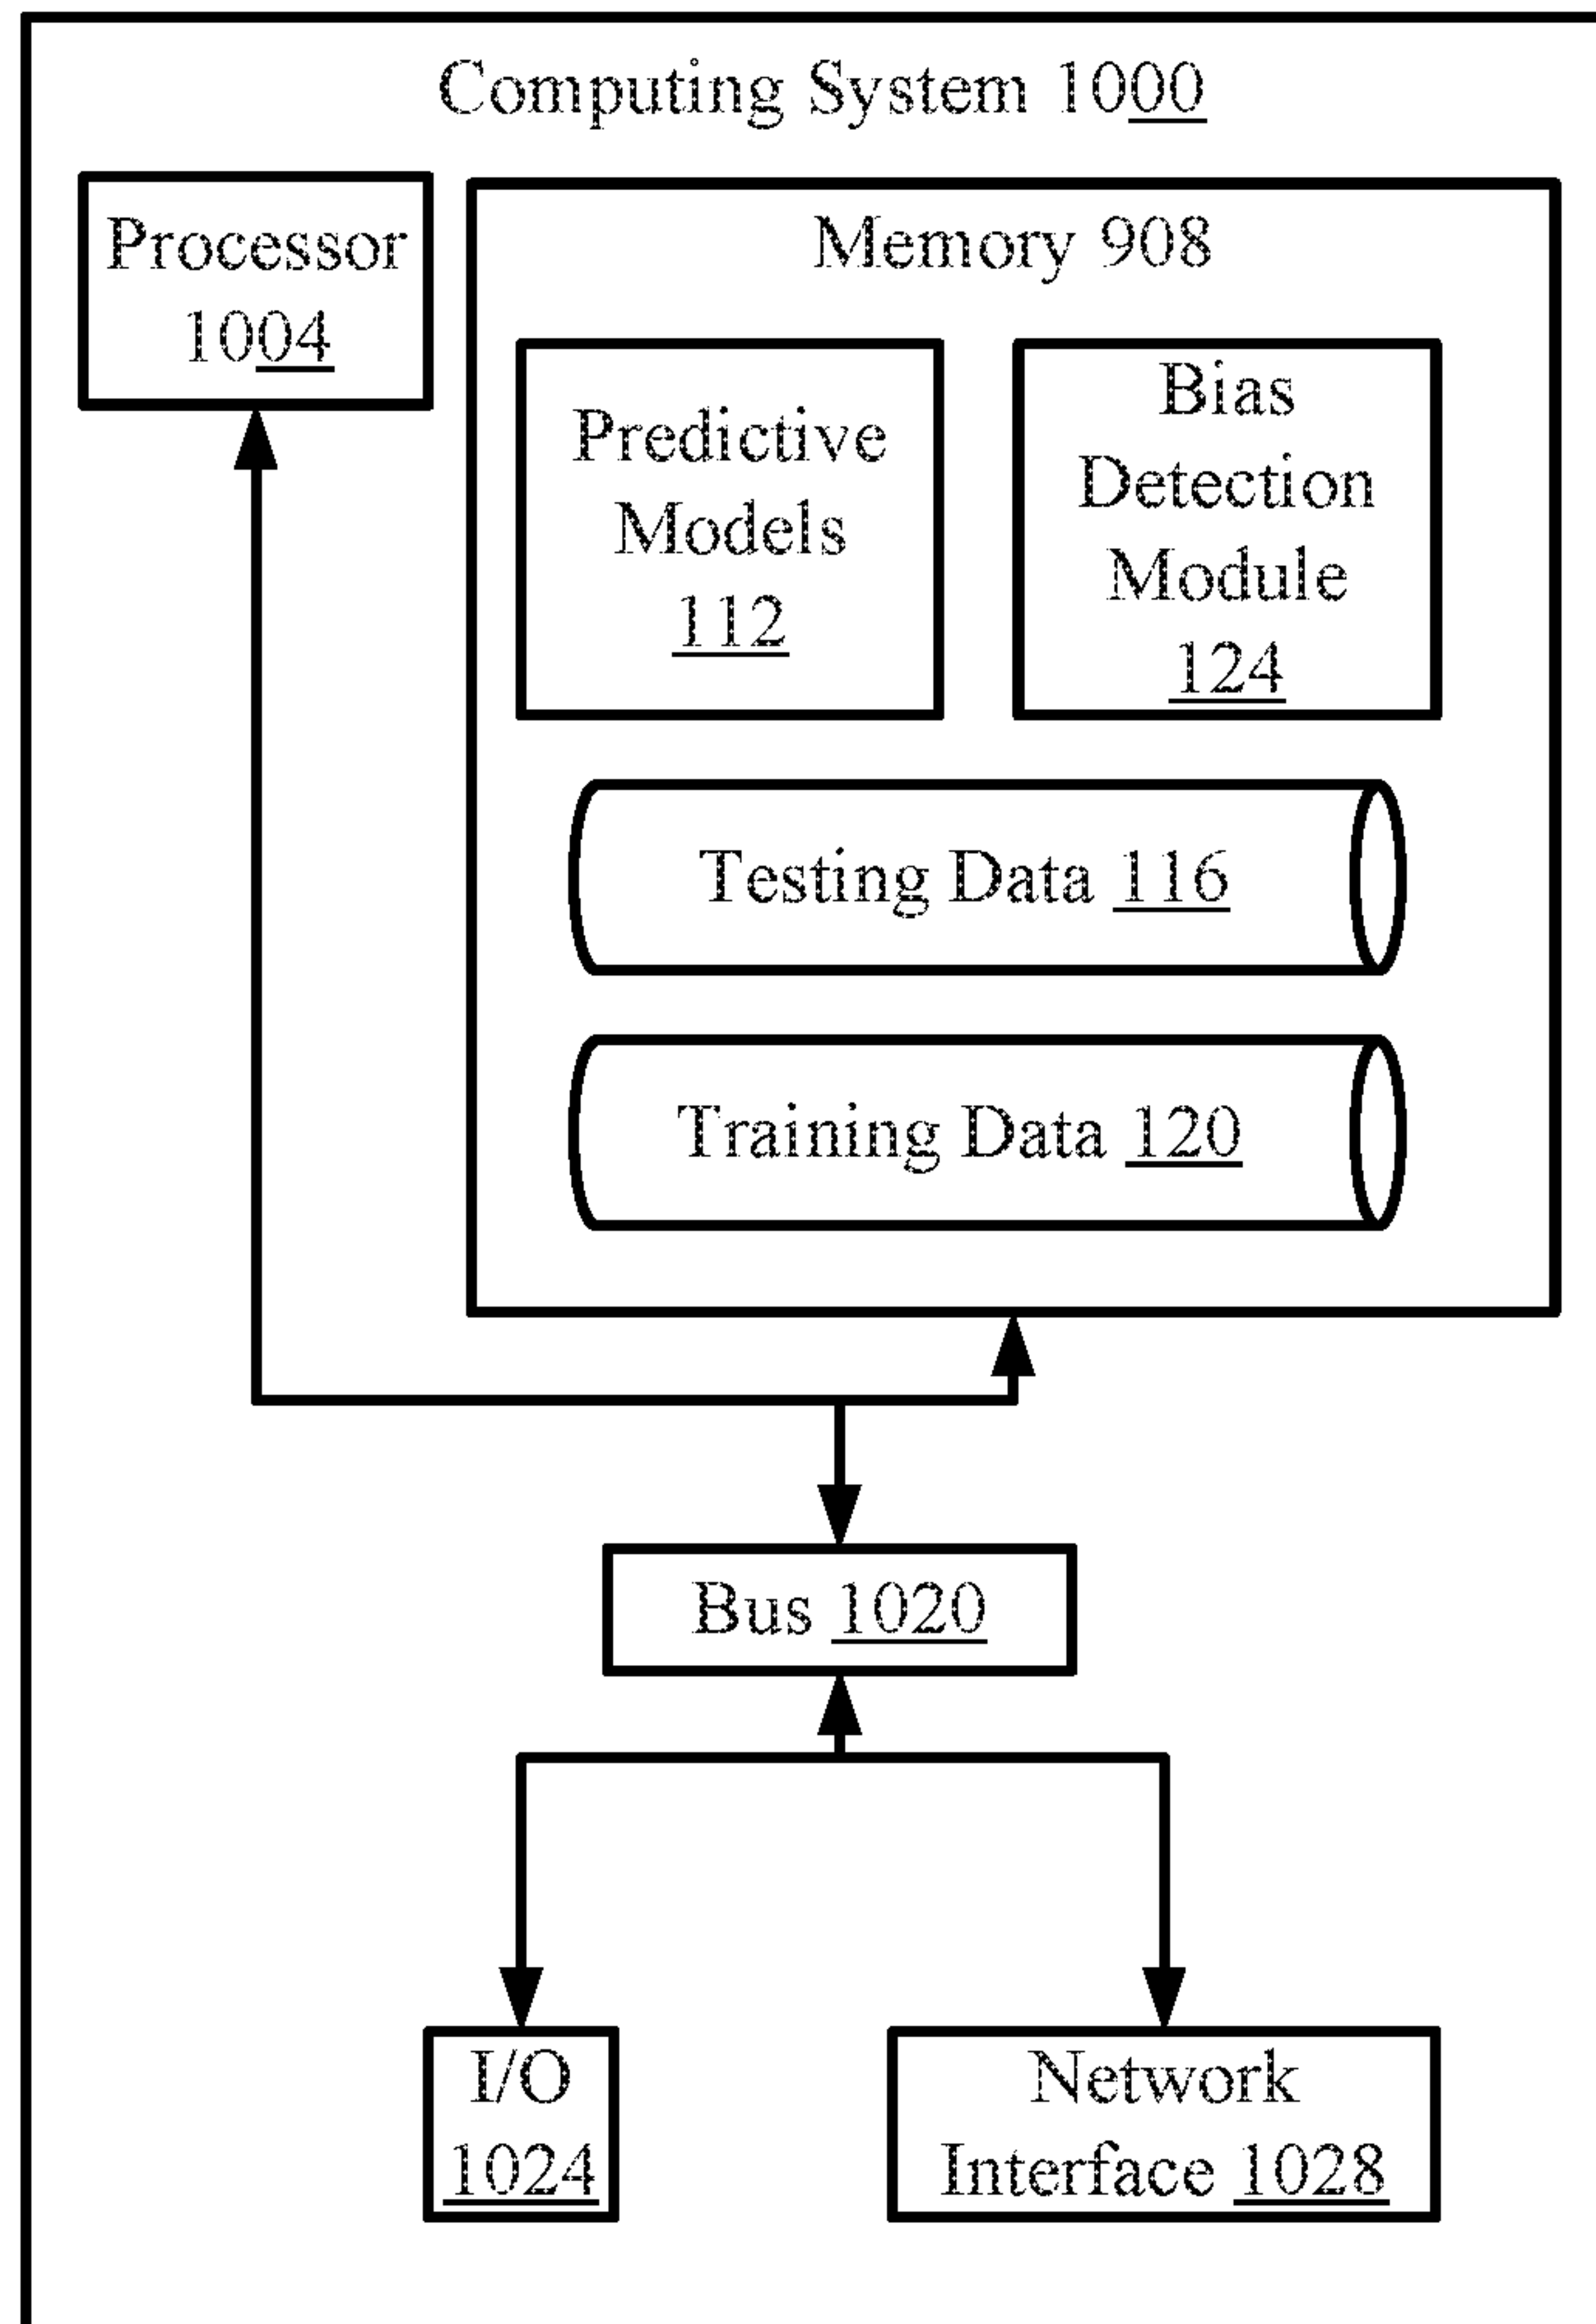 Computing System 1000
Processor
1004
Memory 908
Predictive
Models
112
Bias
Detection
Module
124
Testing Data 116
Training Data 120
Bus 1020
I/O
1024
Network
Interface 1028